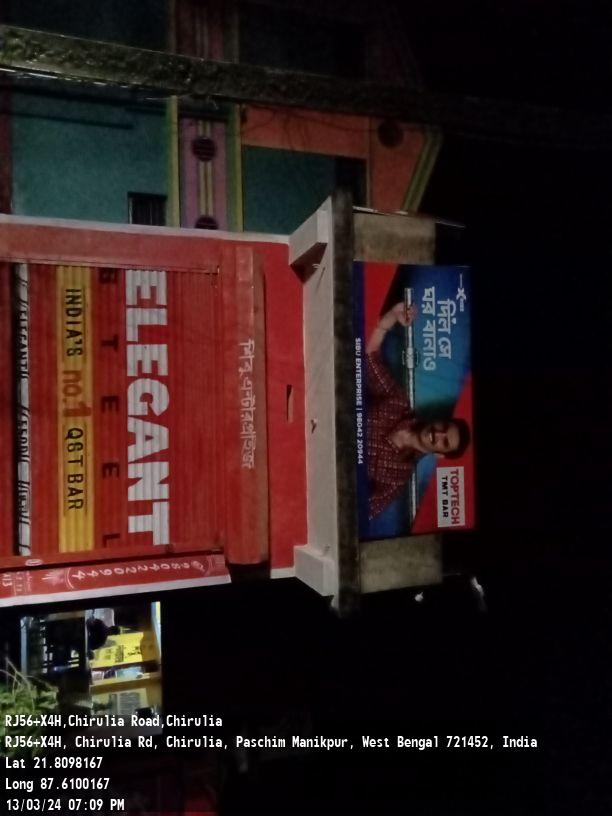 দিল সে
ঘর বানাও
TOPTECH
TMT BAR
SIBU ENTERPRISE | 98042 20944
শিবু এন্টারপ্রাইজ
ELEGANT
STEEL
INDIA'S no.1 QST BAR
9804220944
RJ56+X4H,Chirulia Road,Chirulia
RJ56+X4H, Chirulia Rd, Chirulia, Paschim Manikpur, West Bengal 721452, India
Lat 21.8098167
Long 87.6100167
13/03/24 07:09 PM